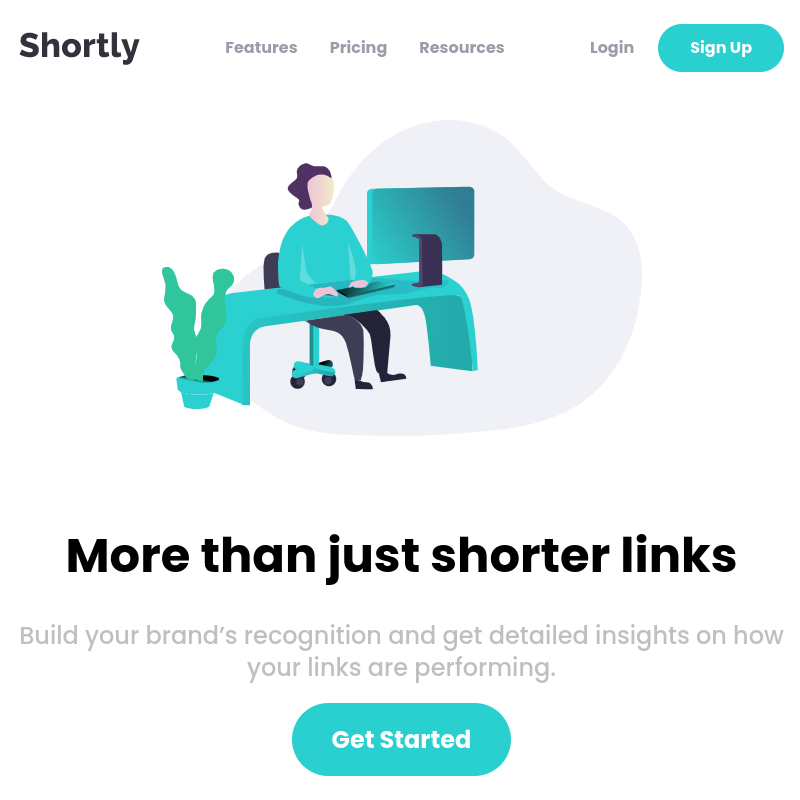 Shortly Features Pricing Resources Login Sign Up
More than just shorter links
Build your brand’s recognition and get detailed insights on how
your links are performing.
Get Started